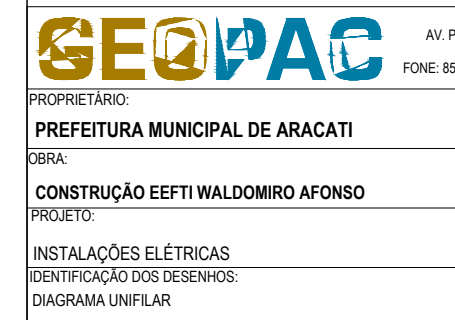 GEOPAC
AV. P
FONE: 85
PROPRIETÁRIO:
PREFEITURA MUNICIPAL DE ARACATI
OBRA:
CONSTRUÇÃO EEFTI WALDOMIRO AFONSO
PROJETO:
INSTALAÇÕES ELÉTRICAS
IDENTIFICAÇÃO DOS DESENHOS:
DIAGRAMA UNIFILAR